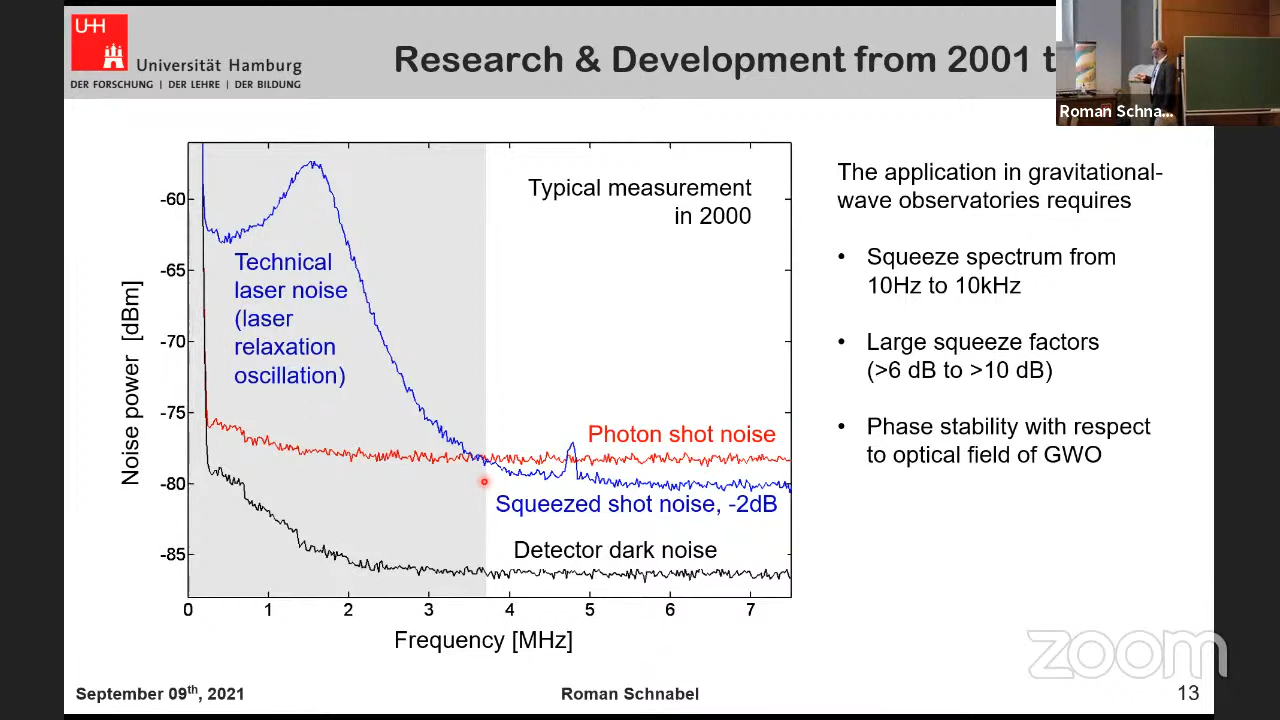 UHH
Universität Hamburg
DER FORSCHUNG | DER LEHRE | DER BILDUNG
Research & Development from 2001 t
Roman Schna...
-60
-65
-70
-75
-80
-85
Noise power [dBm]
Typical measurement
in 2000
Technical
laser noise
(laser
relaxation
oscillation)
Photon shot noise
Squeezed shot noise, -2dB
Detector dark noise
0 1 2 3 4 5 6 7
Frequency [MHz]
The application in gravitational-
wave observatories requires
• Squeeze spectrum from
10Hz to 10kHz
• Large squeeze factors
(>6 dB to >10 dB)
• Phase stability with respect
to optical field of GWO
zoom
September 09th, 2021
Roman Schnabel
13